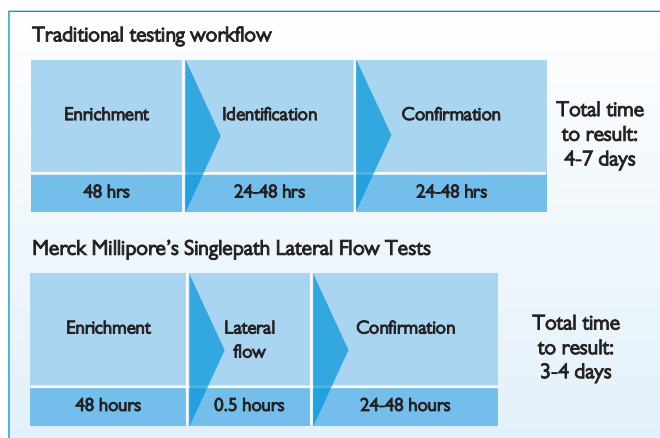 Traditional testing workflow
Enrichment
Identification
Confirmation
48 hrs
24-48 hrs
24-48 hrs
Total time
to result:
4-7 days
Merck Millipore's Singlepath Lateral Flow Tests
Enrichment
Lateral
flow
Confirmation
48 hours
0.5 hours
24-48 hours
Total time
to result:
3-4 days